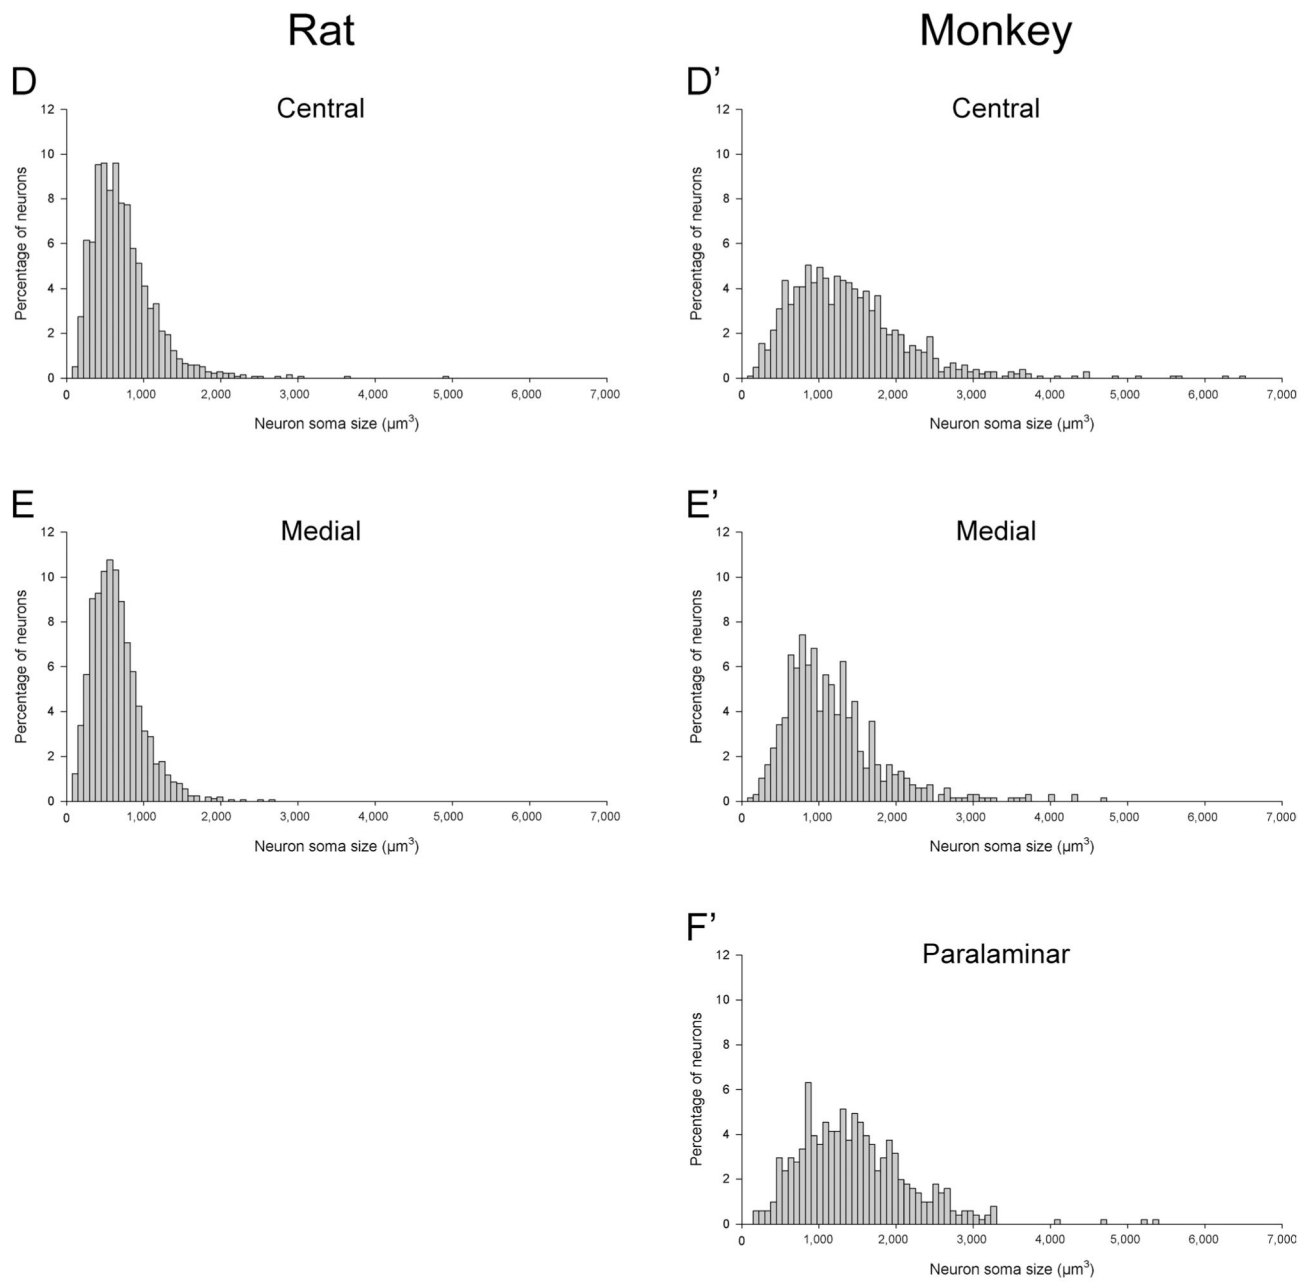 Rat
Monkey
D
Central
12
10
8
6
4
2
0
Percentage of neurons
0 1,000 2,000 3,000 4,000 5,000 6,000 7,000
Neuron soma size (μm³)
D’
Central
12
10
8
6
4
2
0
Percentage of neurons
0 1,000 2,000 3,000 4,000 5,000 6,000 7,000
Neuron soma size (μm³)
E
Medial
12
10
8
6
4
2
0
Percentage of neurons
0 1,000 2,000 3,000 4,000 5,000 6,000 7,000
Neuron soma size (μm³)
E’
Medial
12
10
8
6
4
2
0
Percentage of neurons
0 1,000 2,000 3,000 4,000 5,000 6,000 7,000
Neuron soma size (μm³)
F’
Paralaminar
12
10
8
6
4
2
0
Percentage of neurons
0 1,000 2,000 3,000 4,000 5,000 6,000 7,000
Neuron soma size (μm³)